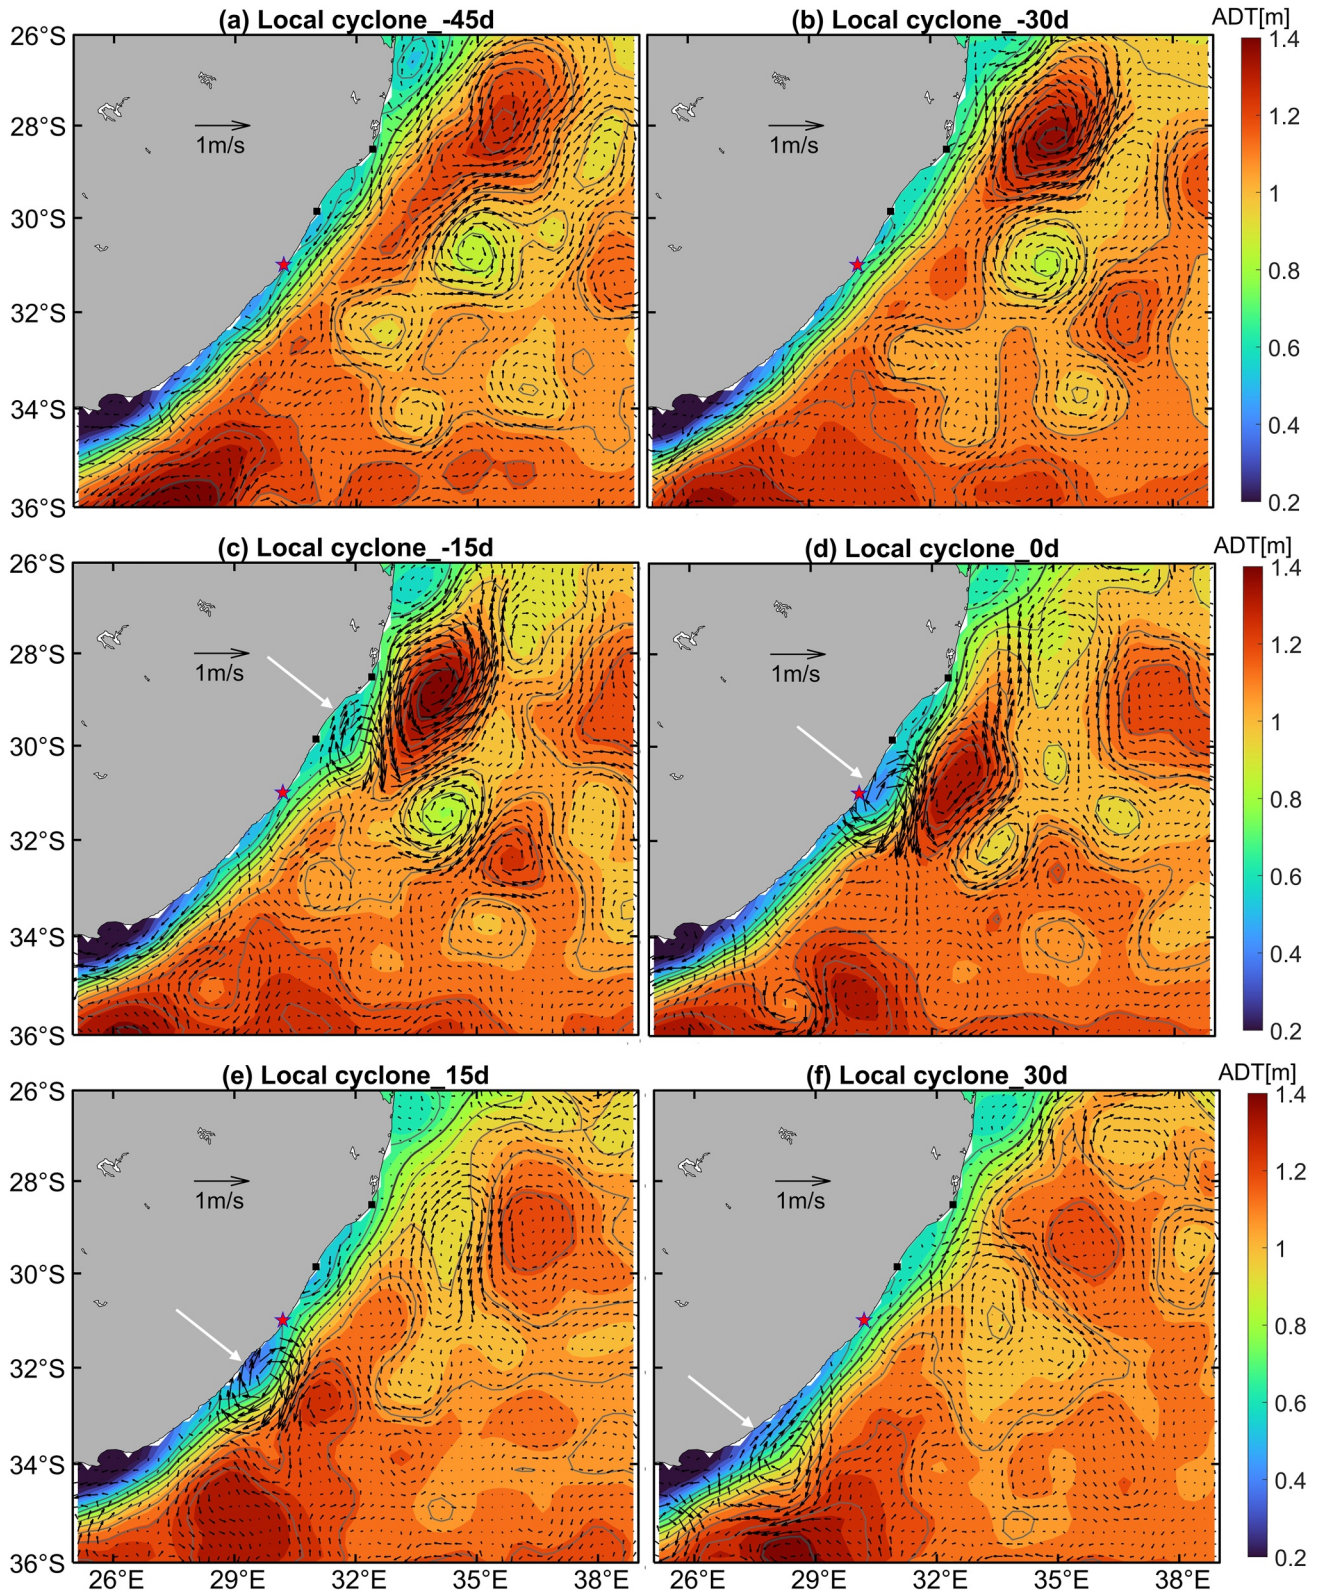 (a) Local cyclone_-45d
(b) Local cyclone_-30d
ADT[m]
26°S
28°S
30°S
32°S
34°S
36°S
1m/s
1m/s
1.4
1.2
1
0.8
0.6
0.4
0.2
(c) Local cyclone_-15d
(d) Local cyclone_0d
ADT[m]
26°S
28°S
30°S
32°S
34°S
36°S
1m/s
1m/s
1.4
1.2
1
0.8
0.6
0.4
0.2
(e) Local cyclone_15d
(f) Local cyclone_30d
ADT[m]
26°S
28°S
30°S
32°S
34°S
36°S
1m/s
1m/s
1.4
1.2
1
0.8
0.6
0.4
0.2
26°E 29°E 32°E 35°E 38°E
26°E 29°E 32°E 35°E 38°E